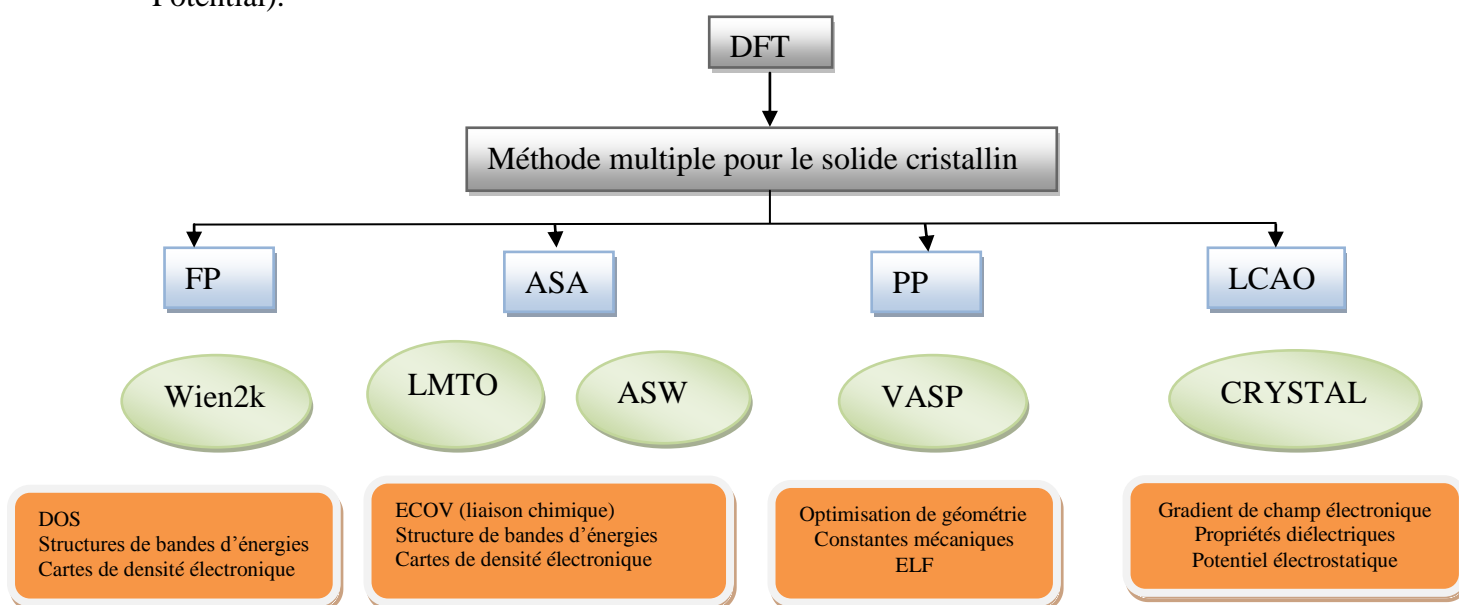 Potential).
DFT
Méthode multiple pour le solide cristallin
FP
ASA
PP
LCAO
Wien2k
LMTO
ASW
VASP
CRYSTAL
DOS
Structures de bandes d’énergies
Cartes de densité électronique
ECOV (liaison chimique)
Structure de bandes d’énergies
Cartes de densité électronique
Optimisation de géométrie
Constantes mécaniques
ELF
Gradient de champ électronique
Propriétés diélectriques
Potentiel électrostatique